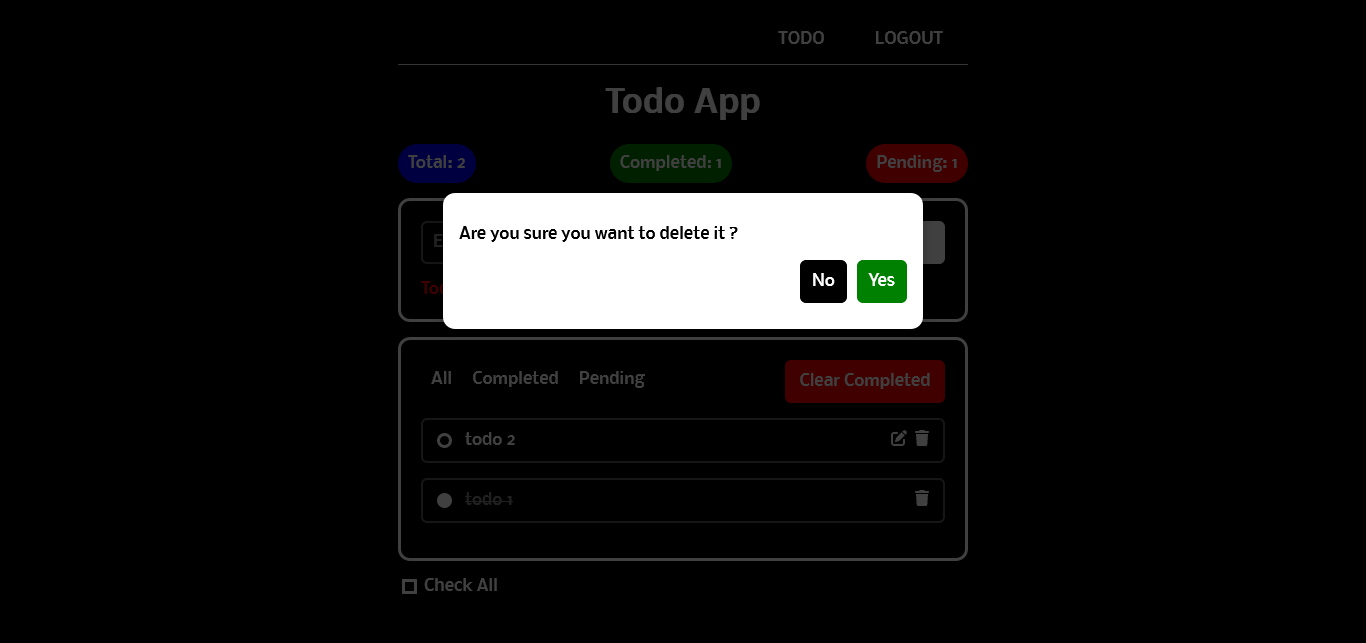 TODO LOGOUT
Todo App
Total: 2 Completed: 1 Pending: 1
Are you sure you want to delete it ?
No Yes
All Completed Pending Clear Completed
todo 2
todo 1
Check All